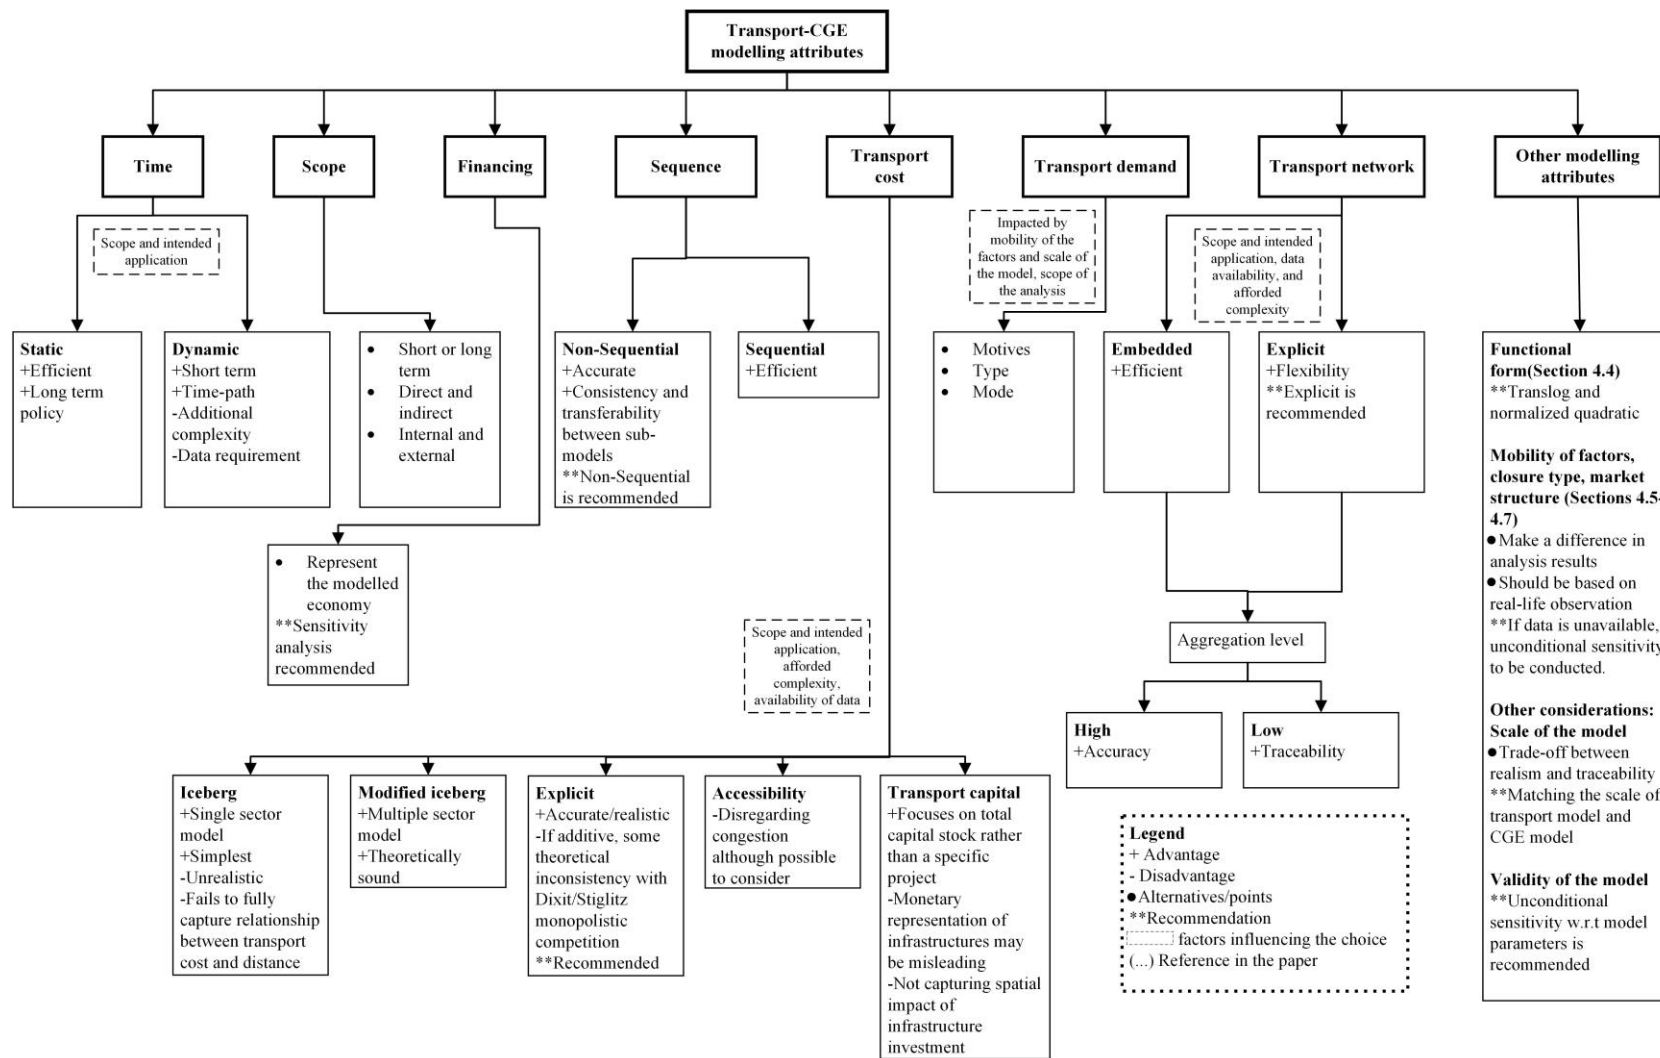 Transport-CGE
modelling attributes
Time
Scope
Financing
Sequence
Transport
cost
Transport demand
Transport network
Other modelling
attributes
Scope and intended
application
Impacted by
mobility of the
factors and scale of
the model, scope of
the analysis
Scope and intended
application, data
availability, and
afforded
complexity
Static
+Efficient
+Long term
policy
Dynamic
+Short term
+Time-path
-Additional
complexity
-Data requirement
● Short or long
term
● Direct and
indirect
● Internal and
external
Non-Sequential
+Accurate
+Consistency and
transferability
between sub-
models
**Non-Sequential
is recommended
Sequential
+Efficient
● Motives
● Type
● Mode
Embedded
+Efficient
Explicit
+Flexibility
**Explicit is
recommended
Functional
form(Section 4.4)
**Translog and
normalized quadratic
Mobility of factors,
closure type, market
structure (Sections 4.5-
4.7)
●Make a difference in
analysis results
●Should be based on
real-life observation
**If data is unavailable,
unconditional sensitivity
to be conducted.
Other considerations:
Scale of the model
●Trade-off between
realism and traceability
**Matching the scale of
transport model and
CGE model
Validity of the model
**Unconditional
sensitivity w.r.t model
parameters is
recommended
● Represent
the modelled
economy
**Sensitivity
analysis
recommended
Scope and intended
application,
afforded
complexity,
availability of data
Aggregation level
High
+Accuracy
Low
+Traceability
Iceberg
+Single sector
model
+Simplest
-Unrealistic
-Fails to fully
capture relationship
between transport
cost and distance
Modified iceberg
+Multiple sector
model
+Theoretically
sound
Explicit
+Accurate/realistic
-If additive, some
theoretical
inconsistency with
Dixit/Stiglitz
monopolistic
competition
**Recommended
Accessibility
-Disregarding
congestion
although possible
to consider
Transport capital
+Focuses on total
capital stock rather
than a specific
project
-Monetary
representation of
infrastructures may
be misleading
-Not capturing spatial
impact of
infrastructure
investment
Legend
+ Advantage
- Disadvantage
●Alternatives/points
**Recommendation
factors influencing the choice
(...) Reference in the paper